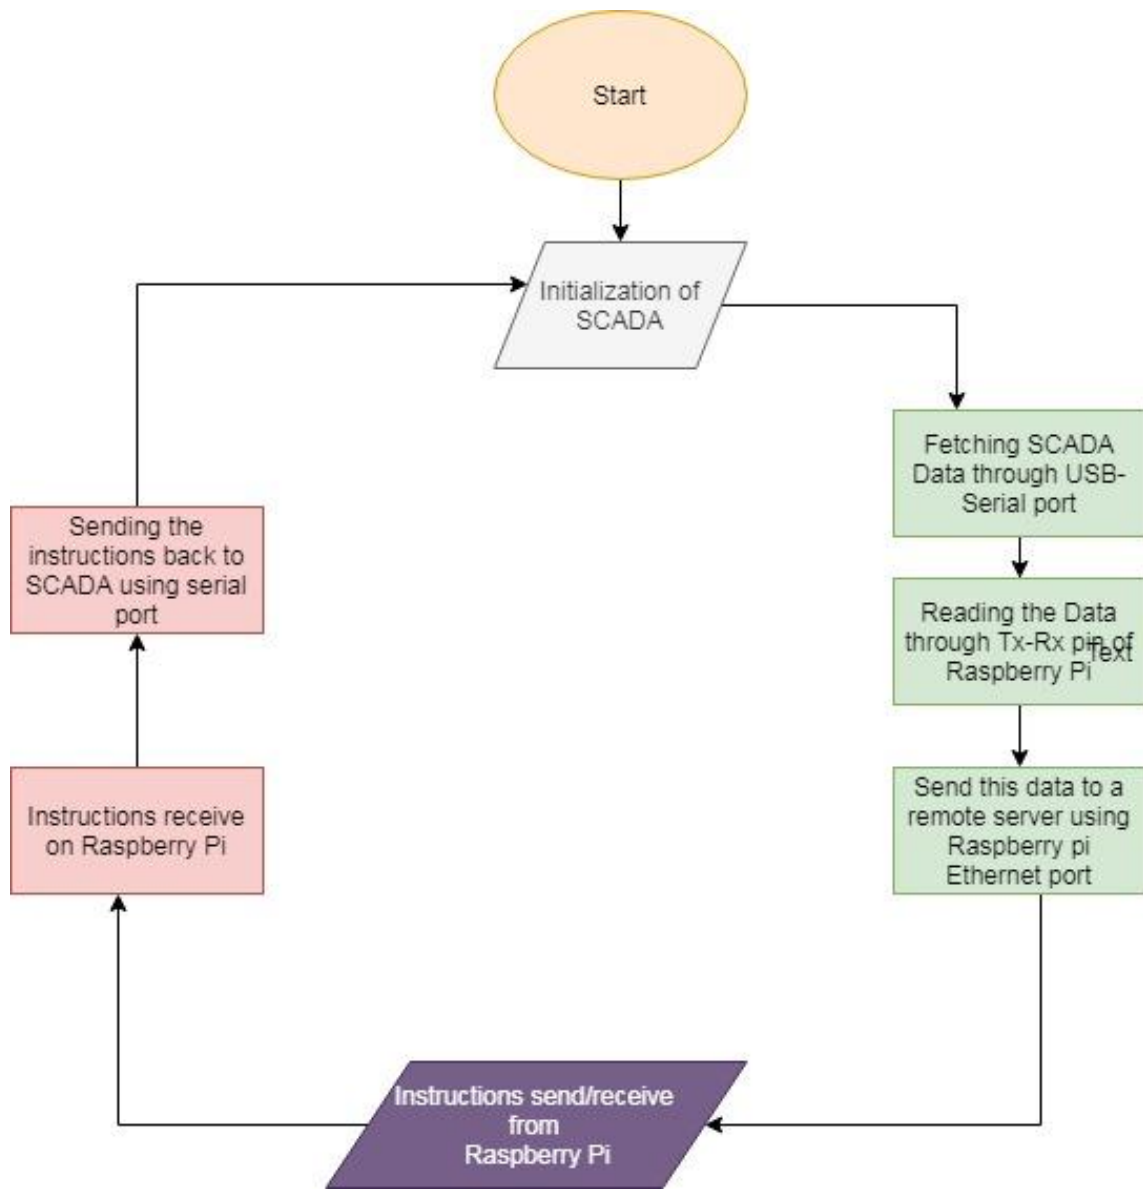 Start
Initialization of
SCADA
Fetching SCADA
Data through USB-
Serial port
Reading the Data
through Tx-Rx pin of
Text
Raspberry Pi
Send this data to a
remote server using
Raspberry pi
Ethernet port
Instructions send/receive
from
Raspberry Pi
Instructions receive
on Raspberry Pi
Sending the
instructions back to
SCADA using serial
port